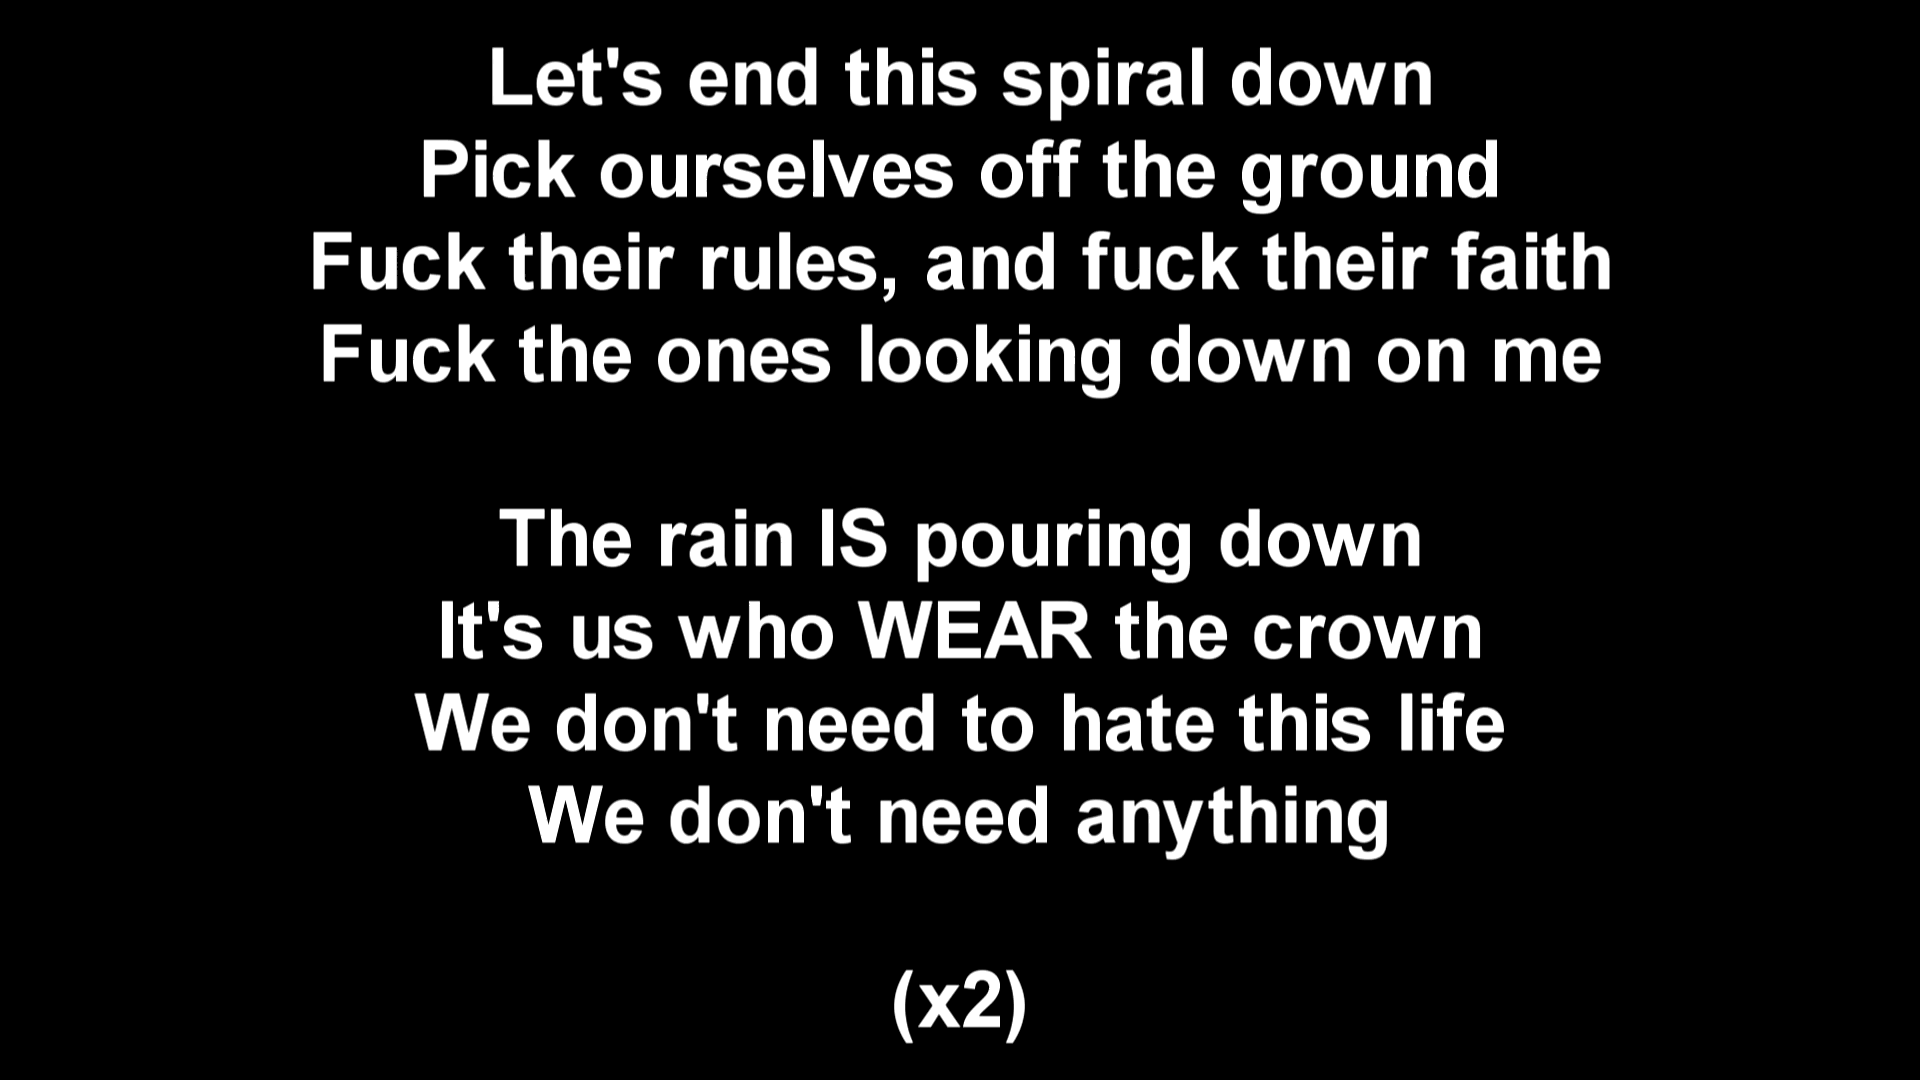 Let's end this spiral down
Pick ourselves off the ground
Fuck their rules, and fuck their faith
Fuck the ones looking down on me
The rain IS pouring down
It's us who WEAR the crown
We don't need to hate this life
We don't need anything
(x2)